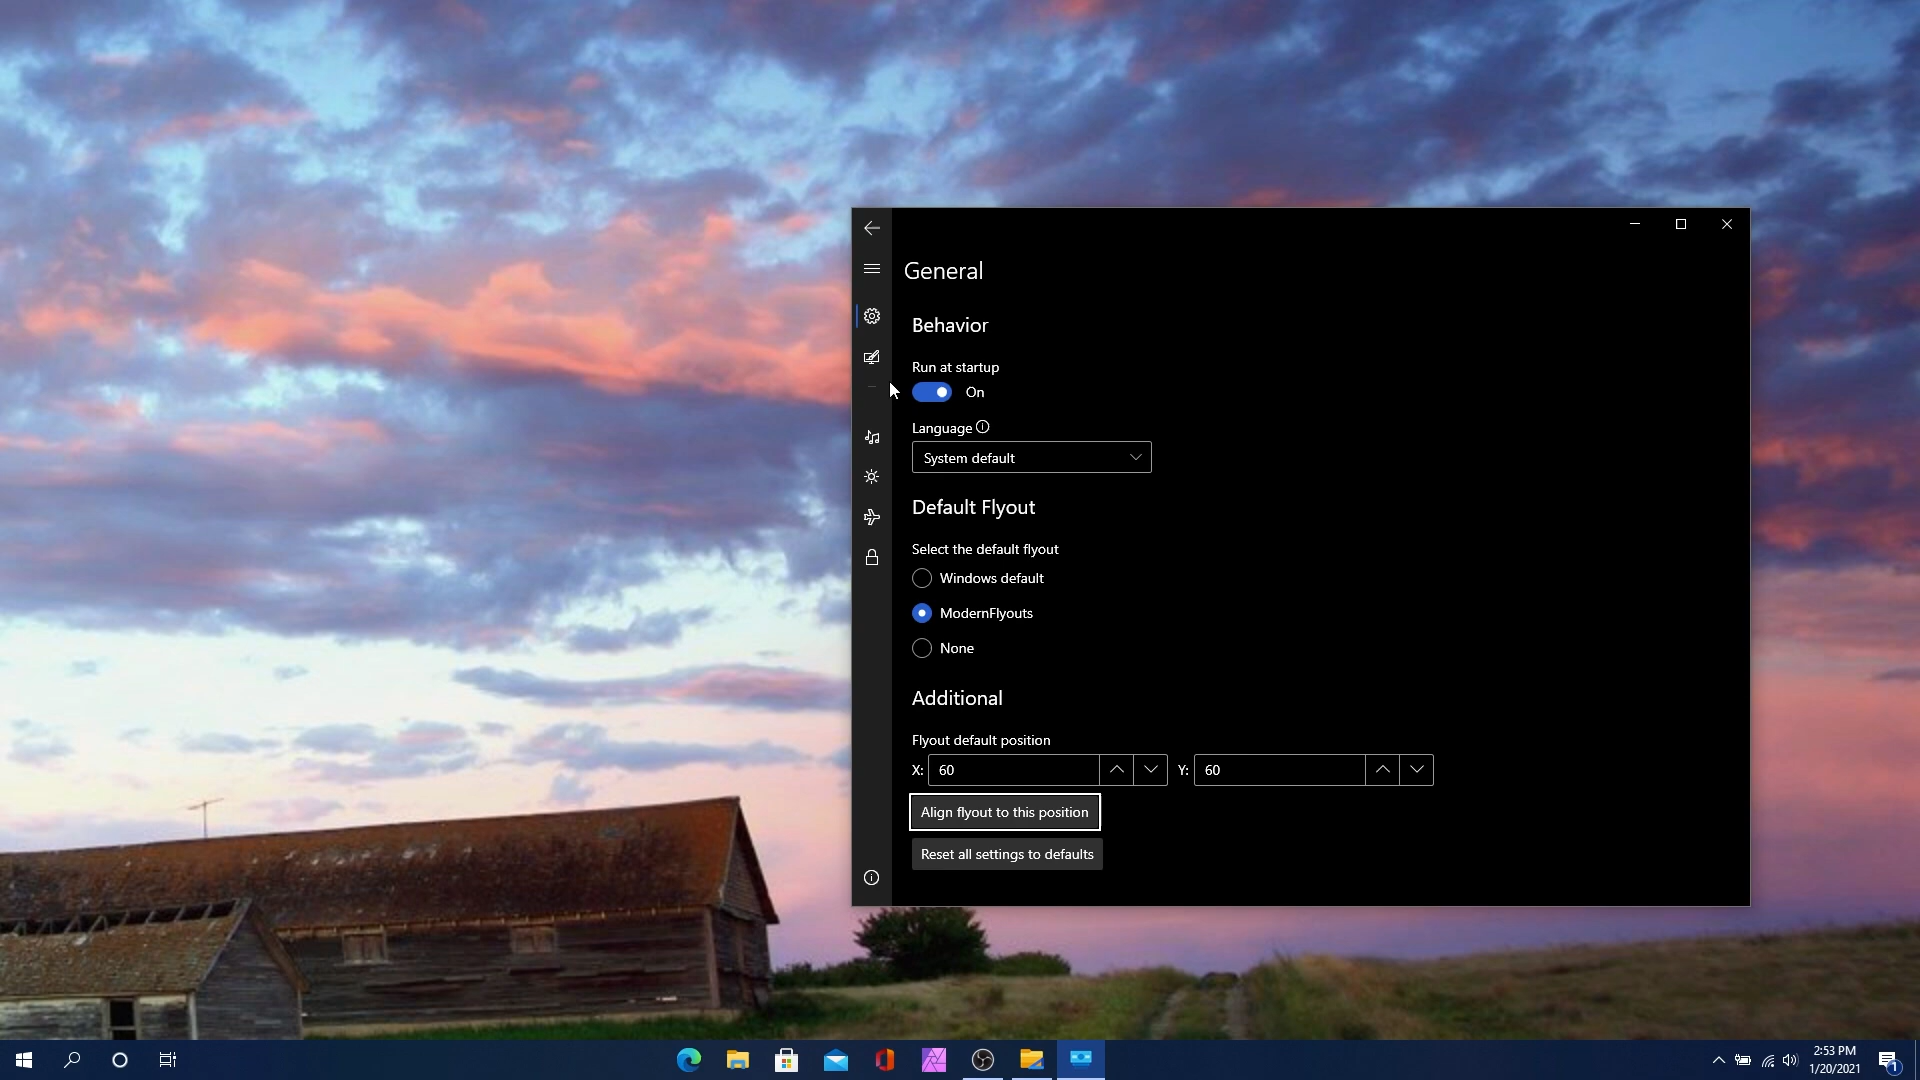 General
Behavior
Run at startup
On
Language
System default
Default Flyout
Select the default flyout
Windows default
ModernFlyouts
None
Additional
Flyout default position
X: 60 Y: 60
Align flyout to this position
Reset all settings to defaults
2:53 PM
1/20/2021
1